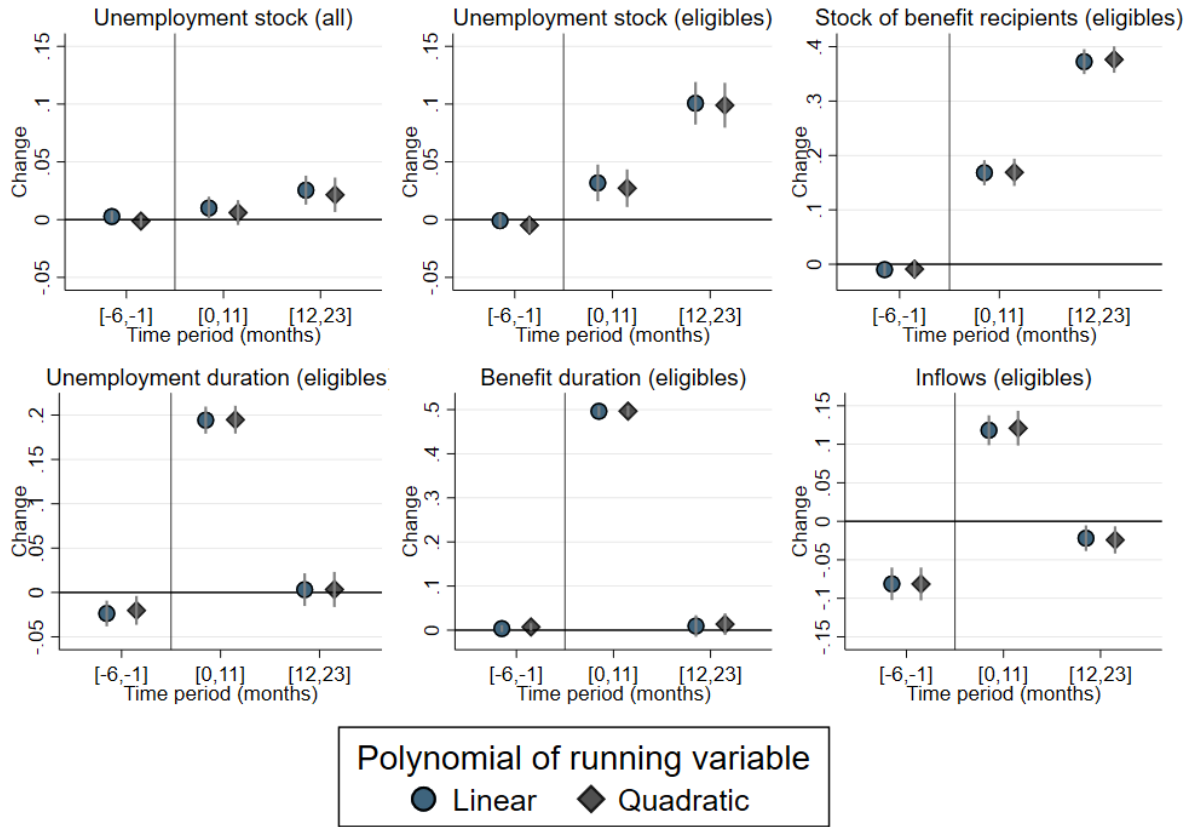 Unemployment stock (all)
Change
.15
.1
.05
0
-.05
[-6,-1] [0,11] [12,23]
Time period (months)
Unemployment stock (eligibles)
Change
.15
.1
.05
0
-.05
[-6,-1] [0,11] [12,23]
Time period (months)
Stock of benefit recipients (eligibles)
Change
.4
.3
.2
.1
0
[-6,-1] [0,11] [12,23]
Time period (months)
Unemployment duration (eligibles
Change
.2
.15
.1
.05
0
-.05
[-6,-1] [0,11] [12,23]
Time period (months)
Benefit duration (eligibles)
Change
.5
.4
.3
.2
.1
0
[-6,-1] [0,11] [12,23]
Time period (months)
Inflows (eligibles)
Change
.15
.1
.05
0
-.05
-.1
-.15
[-6,-1] [0,11] [12,23]
Time period (months)
Polynomial of running variable
Linear Quadratic